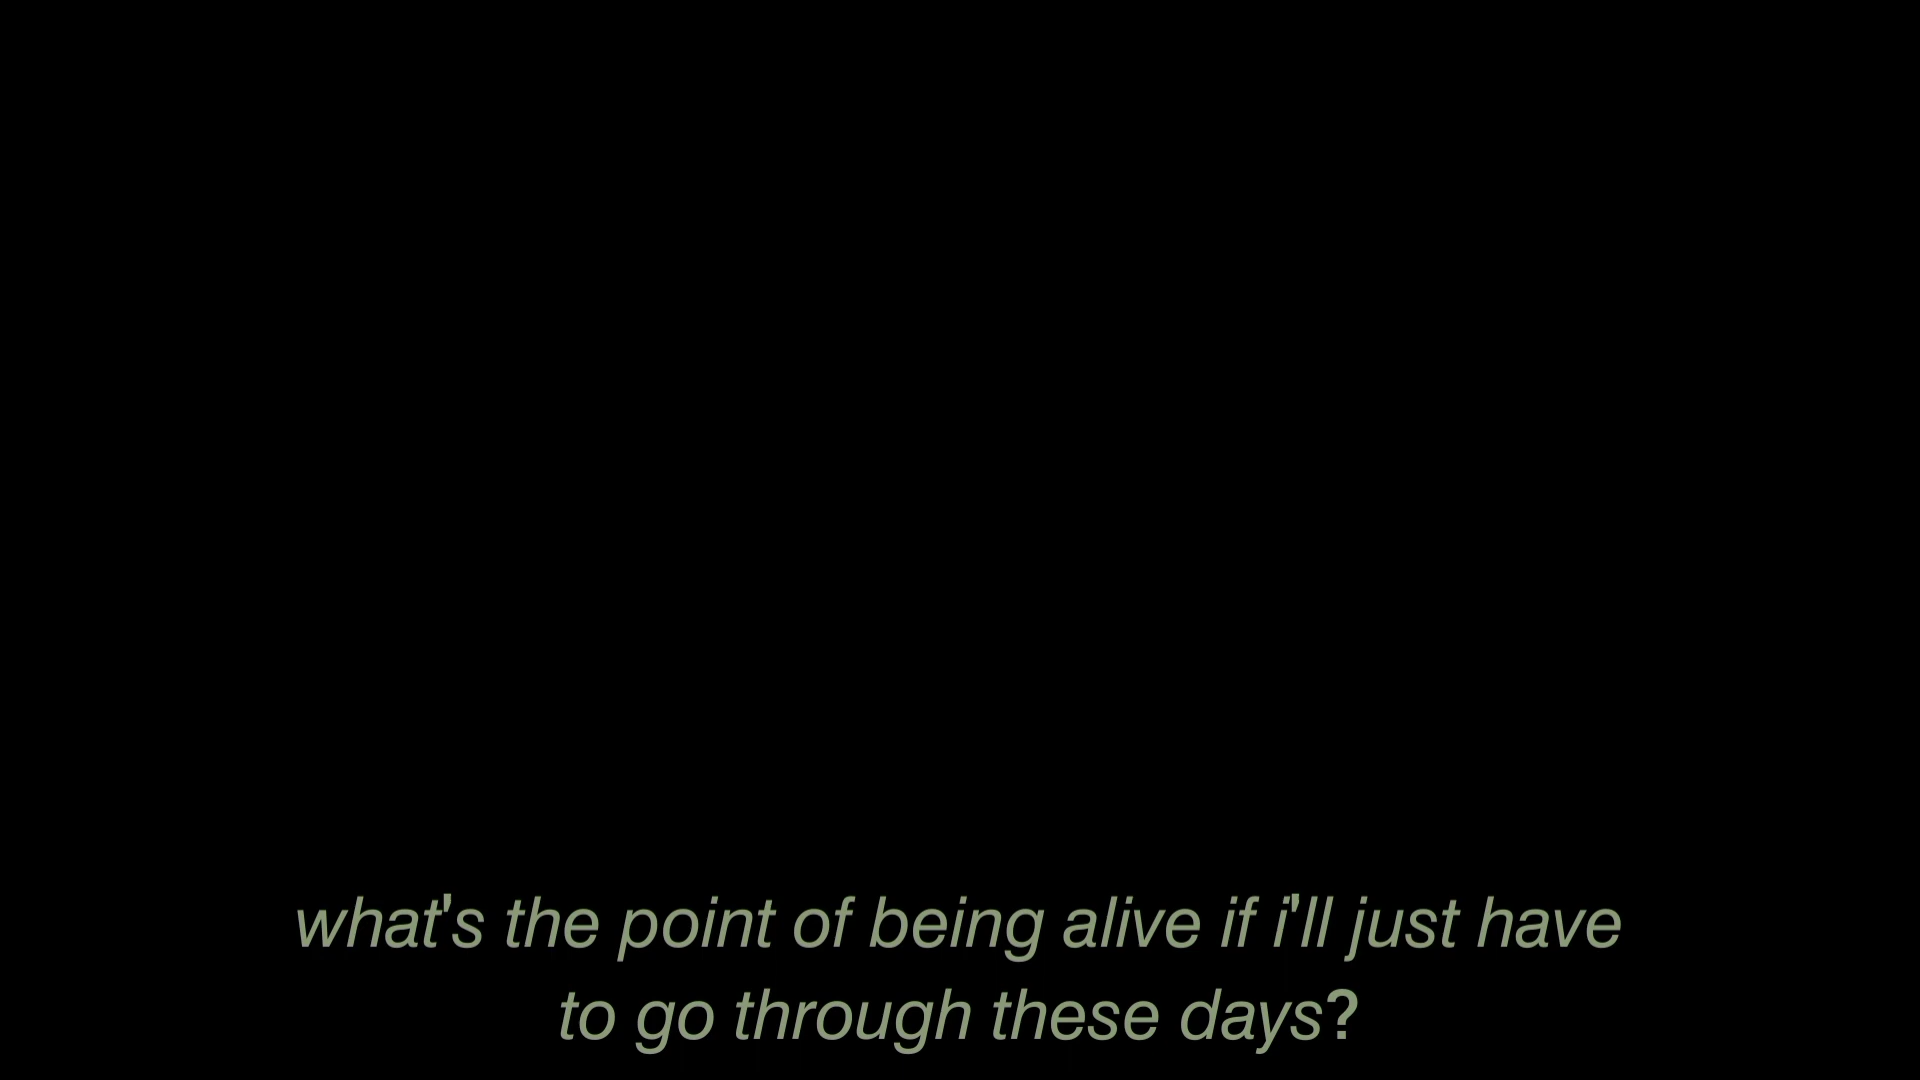 what's the point of being alive if i'll just have
to go through these days?